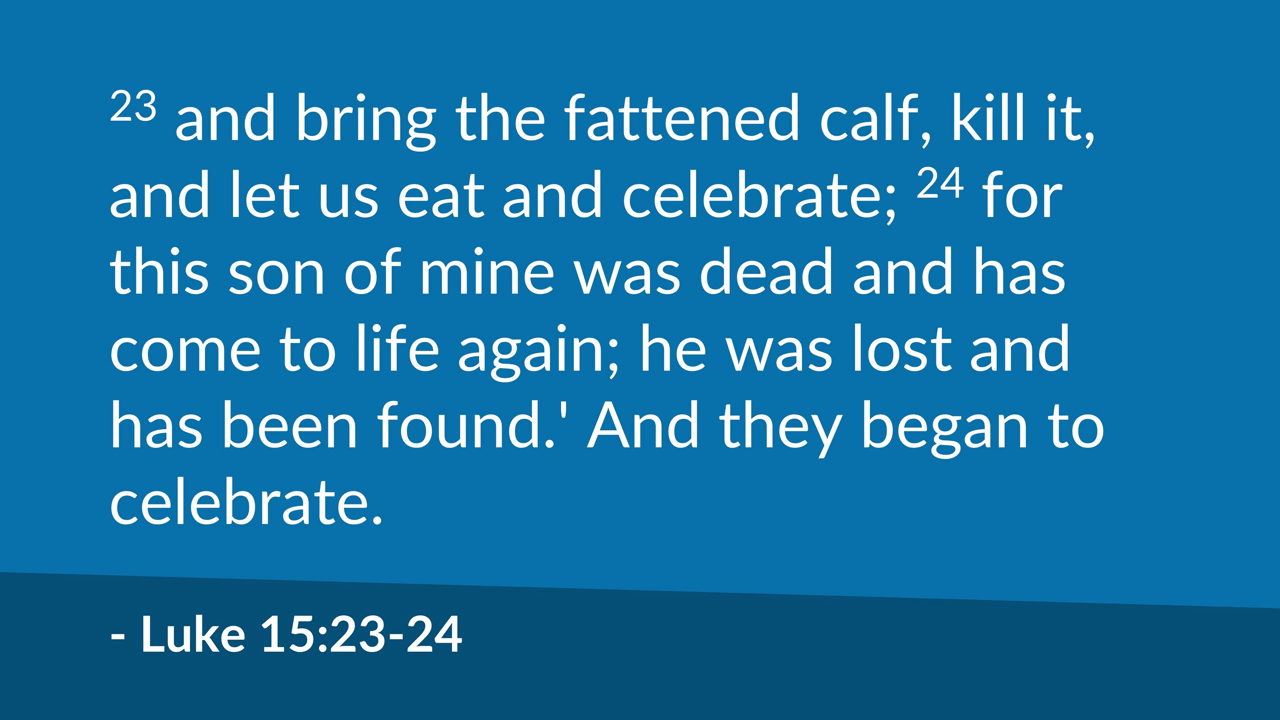 23 and bring the fattened calf, kill it,
and let us eat and celebrate; 24 for
this son of mine was dead and has
come to life again; he was lost and
has been found.' And they began to
celebrate.
- Luke 15:23-24